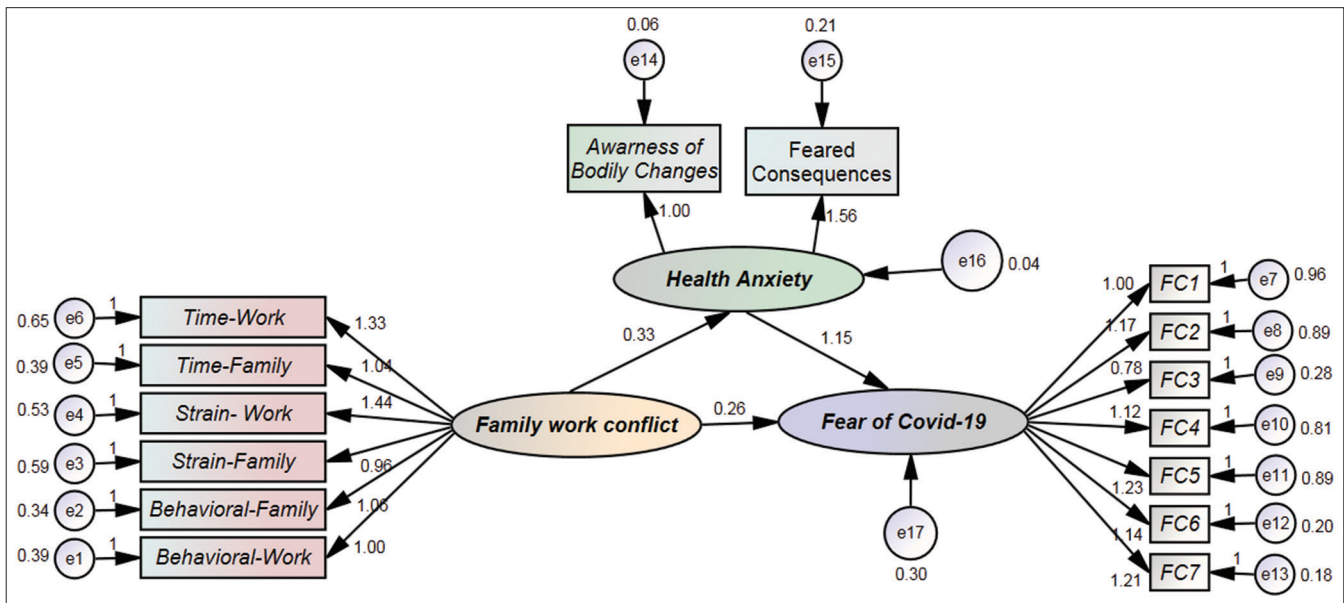 0.06
0.21
e14
e15
Awarness of
Bodily Changes
Feared
Consequences
1.00
1.56
Health Anxiety
e16
0.04
0.33
1.15
0.65
e6
1
Time-Work
1.33
0.39
e5
1
Time-Family
1.04
0.53
e4
1
Strain- Work
1.44
0.59
e3
1
Strain-Family
0.96
0.34
e2
1
Behavioral-Family
1.06
0.39
e1
1
Behavioral-Work
1.00
Family work conflict
0.26
Fear of Covid-19
e17
0.30
1.00
FC1
1
e7
0.96
1.17
FC2
1
e8
0.89
0.78
FC3
1
e9
0.28
1.12
FC4
1
e10
0.81
1.23
FC5
1
e11
0.89
1.14
FC6
1
e12
0.20
1.21
FC7
1
e13
0.18